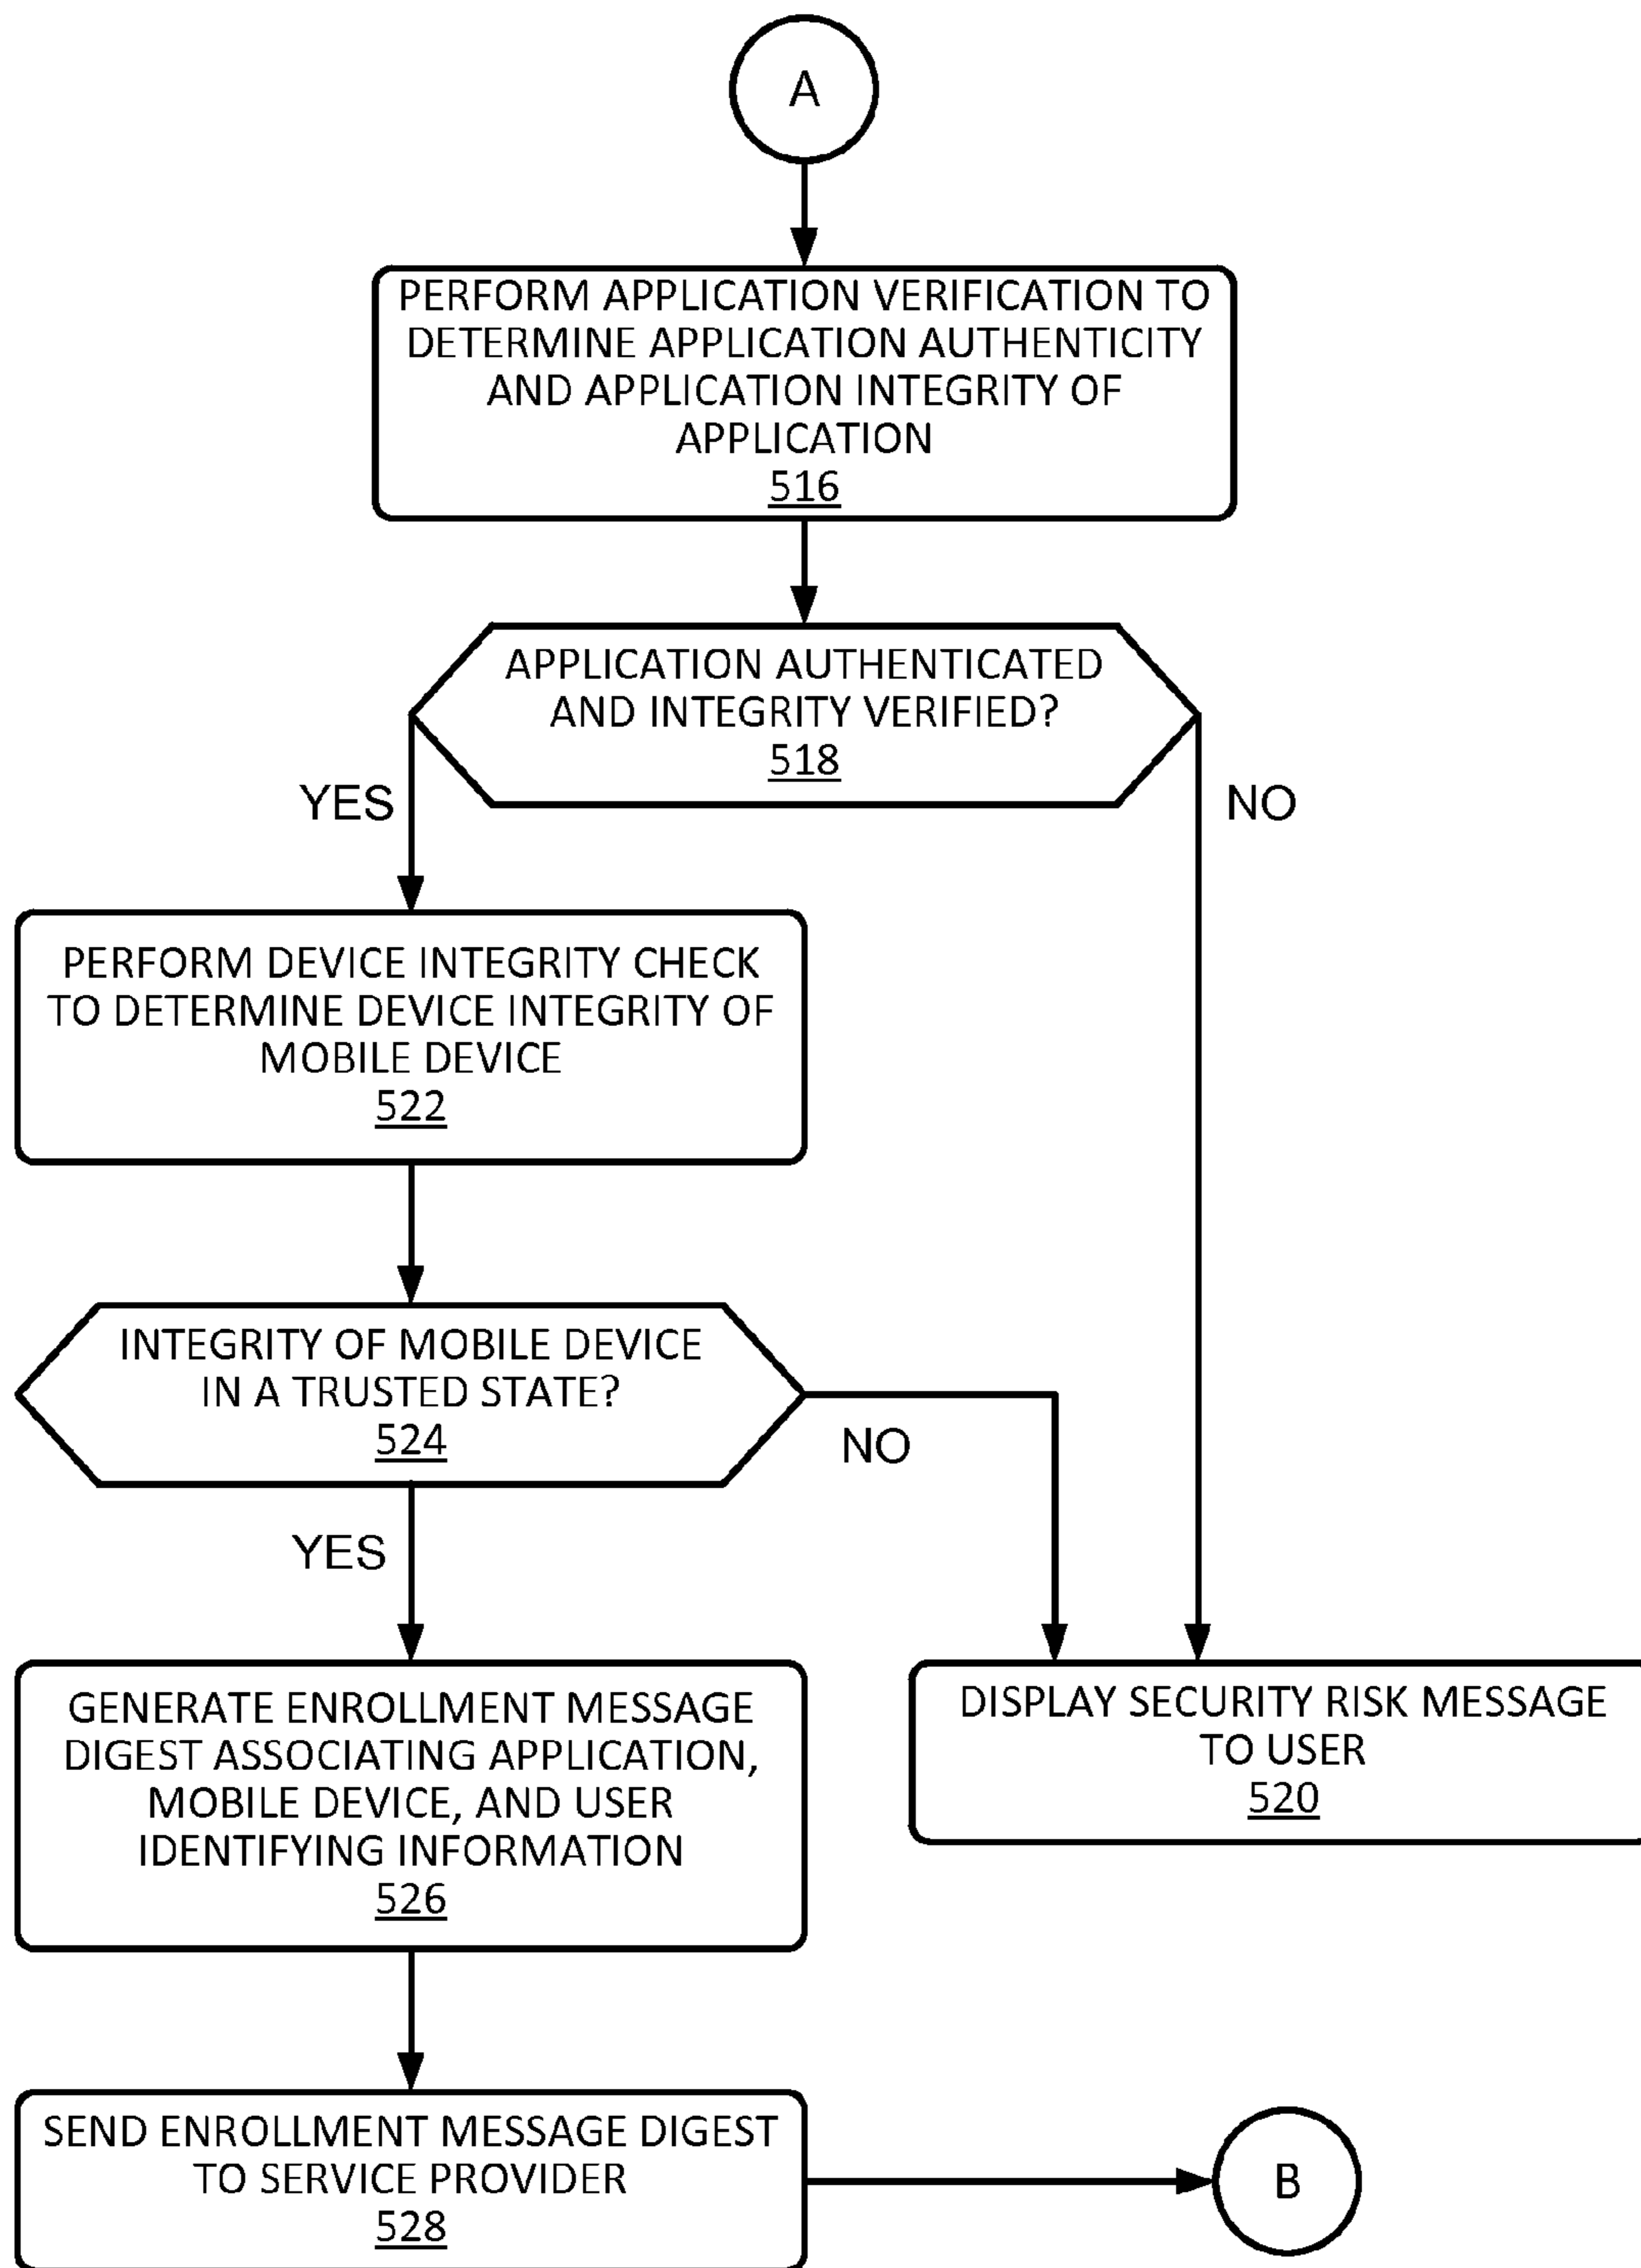 A
PERFORM APPLICATION VERIFICATION TO
DETERMINE APPLICATION AUTHENTICITY
AND APPLICATION INTEGRITY OF
APPLICATION
516
APPLICATION AUTHENTICATED
AND INTEGRITY VERIFIED?
518
YES
NO
PERFORM DEVICE INTEGRITY CHECK
TO DETERMINE DEVICE INTEGRITY OF
MOBILE DEVICE
522
INTEGRITY OF MOBILE DEVICE
IN A TRUSTED STATE?
524
NO
YES
GENERATE ENROLLMENT MESSAGE
DIGEST ASSOCIATING APPLICATION,
MOBILE DEVICE, AND USER
IDENTIFYING INFORMATION
526
DISPLAY SECURITY RISK MESSAGE
TO USER
520
SEND ENROLLMENT MESSAGE DIGEST
TO SERVICE PROVIDER
528
B